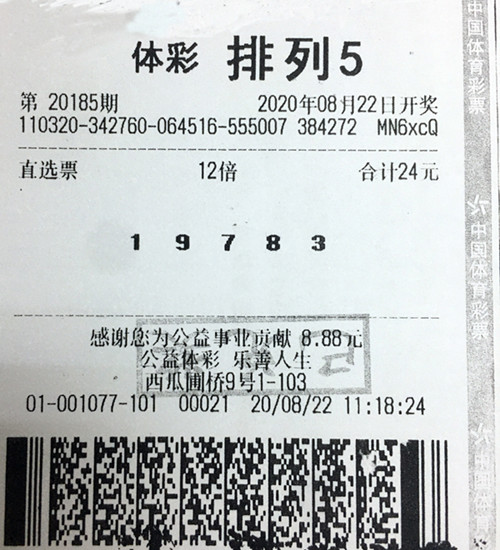 体彩 排列5
第 20185期 2020年08月22日开奖
110320-342760-064516-555007 384272 MN6xcQ
直选票 12倍 合计24元
1 9 7 8 3
感谢您为公益事业贡献 8.88元
公益体彩 乐善人生
西瓜圃桥9号1-103
01-001077-101 00021 20/08/22 11:18:24
中国体育彩票
中国体育彩票
中国体育